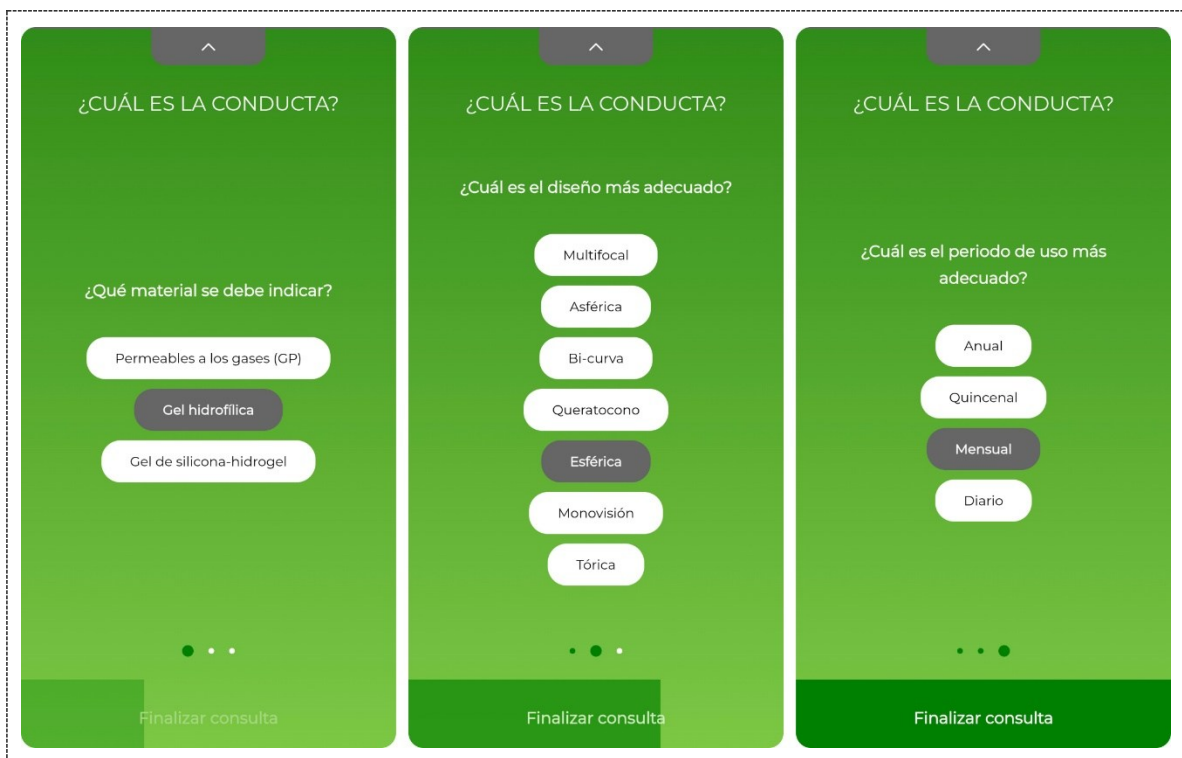 ¿CUÁL ES LA CONDUCTA?
¿Qué material se debe indicar?
Permeables a los gases (GP)
Gel hidrofílica
Gel de silicona-hidrogel
Finalizar consulta
¿CUÁL ES LA CONDUCTA?
¿Cuál es el diseño más adecuado?
Multifocal
Asférica
Bi-curva
Queratocono
Esférica
Monovisión
Tórica
Finalizar consulta
¿CUÁL ES LA CONDUCTA?
¿Cuál es el periodo de uso más
adecuado?
Anual
Quincenal
Mensual
Diario
Finalizar consulta